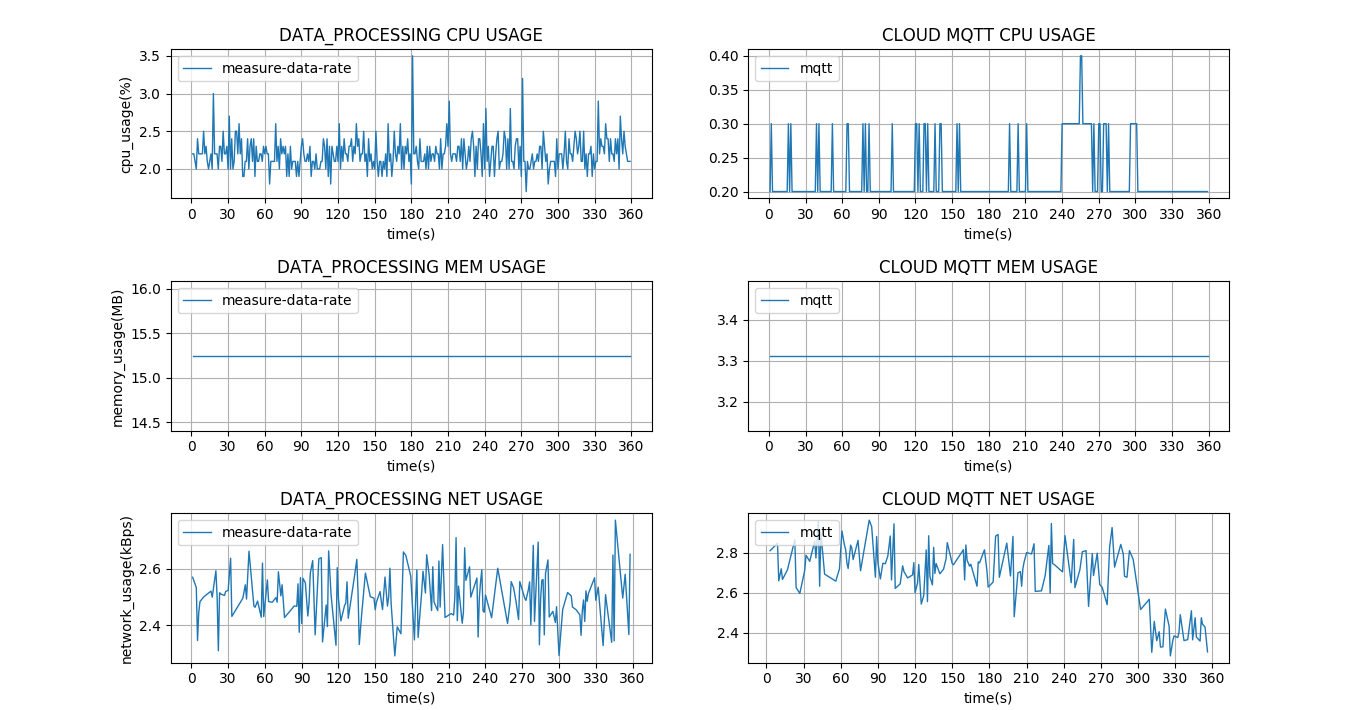 DATA_PROCESSING CPU USAGE
cpu_usage(%)
3.5
3.0
2.5
2.0
measure-data-rate
0 30 60 90 120 150 180 210 240 270 300 330 360
time(s)
CLOUD MQTT CPU USAGE
0.40
0.35
0.30
0.25
0.20
mqtt
0 30 60 90 120 150 180 210 240 270 300 330 360
time(s)
DATA_PROCESSING MEM USAGE
memory_usage(MB)
16.0
15.5
15.0
14.5
measure-data-rate
0 30 60 90 120 150 180 210 240 270 300 330 360
time(s)
CLOUD MQTT MEM USAGE
3.4
3.3
3.2
mqtt
0 30 60 90 120 150 180 210 240 270 300 330 360
time(s)
DATA_PROCESSING NET USAGE
network_usage(kBps)
2.6
2.4
measure-data-rate
0 30 60 90 120 150 180 210 240 270 300 330 360
time(s)
CLOUD MQTT NET USAGE
2.8
2.6
2.4
mqtt
0 30 60 90 120 150 180 210 240 270 300 330 360
time(s)